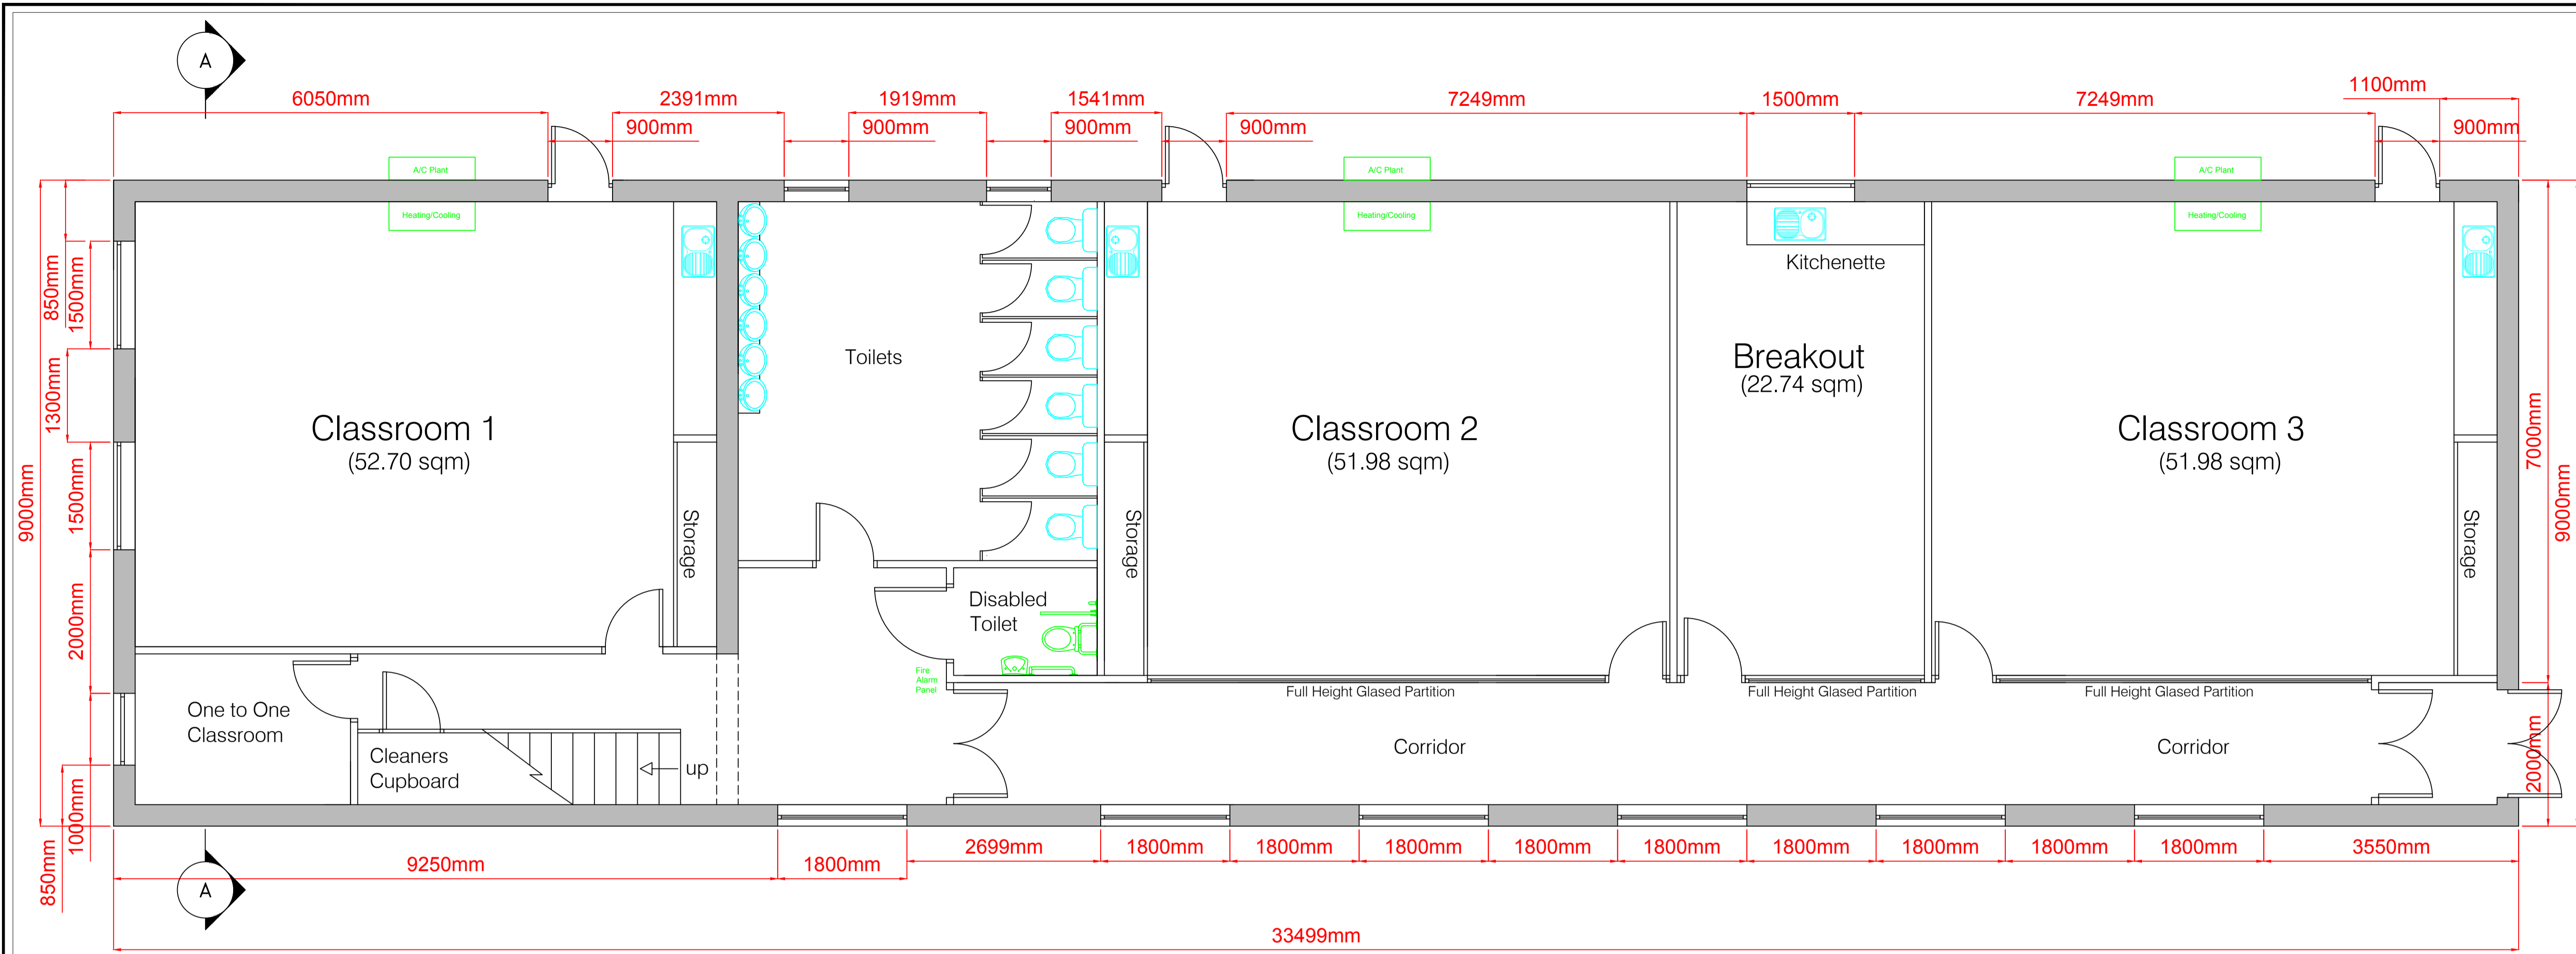 A
6050mm
2391mm
1919mm
1541mm
7249mm
1500mm
7249mm
1100mm
900mm
900mm
900mm
900mm
900mm
A/C Plant
A/C Plant
A/C Plant
Heating/Cooling
Heating/Cooling
Heating/Cooling
850mm
1500mm
1300mm
1500mm
9000mm
2000mm
1000mm
850mm
Kitchenette
Toilets
Breakout
(22.74 sqm)
Classroom 1
(52.70 sqm)
Classroom 2
(51.98 sqm)
Classroom 3
(51.98 sqm)
7000mm
9000mm
2000mm
Storage
Storage
Storage
Disabled
Toilet
Fire
Alarm
Panel
Full Height Glased Partition
Full Height Glased Partition
Full Height Glased Partition
One to One
Classroom
Cleaners
Cupboard
up
Corridor
Corridor
9250mm
1800mm
2699mm
1800mm
1800mm
1800mm
1800mm
1800mm
1800mm
1800mm
1800mm
1800mm
3550mm
A
33499mm